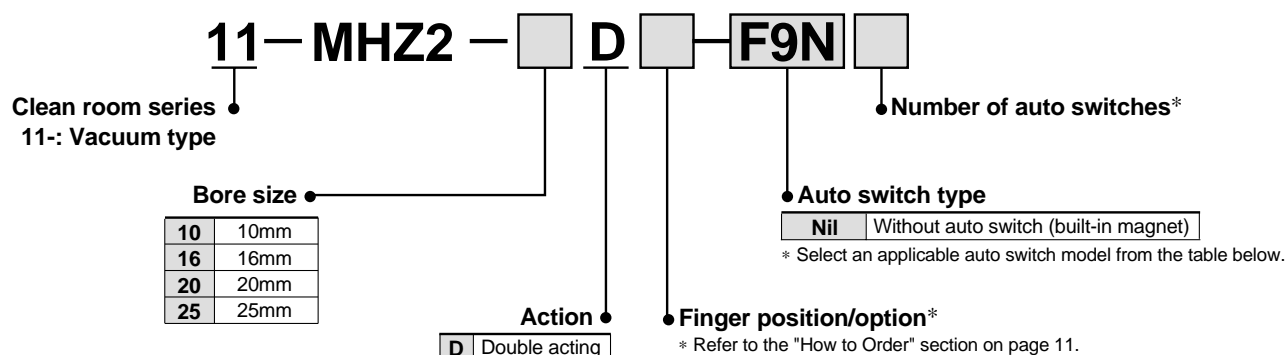 11 — MHZ2 — D — F9N
Clean room series
11-: Vacuum type
Number of auto switches*
Bore size
10 10mm
16 16mm
20 20mm
25 25mm
Auto switch type
Nil Without auto switch (built-in magnet)
* Select an applicable auto switch model from the table below.
Action
D Double acting
Finger position/option*
* Refer to the "How to Order" section on page 11.